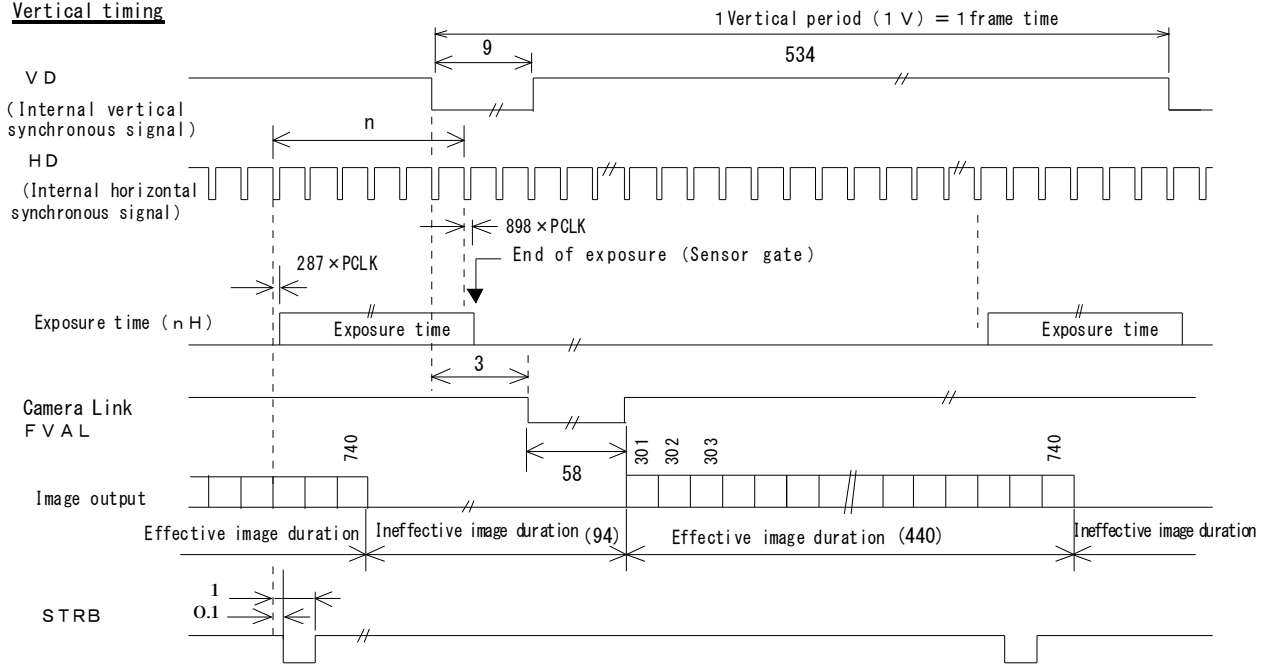 Vertical timing
1Vertical period (1 V) = 1frame time
9
534
VD
(Internal vertical
synchronous signal)
n
HD
(Internal horizontal
synchronous signal)
898×PCLK
End of exposure (Sensor gate)
287×PCLK
Exposure time (nH)
Exposure time
Exposure time
3
Camera Link
FVAL
740
58
301
302
303
740
Image output
Effective image duration
Ineffective image duration (94)
Effective image duration (440)
Ineffective image duration
1
0.1
STRB